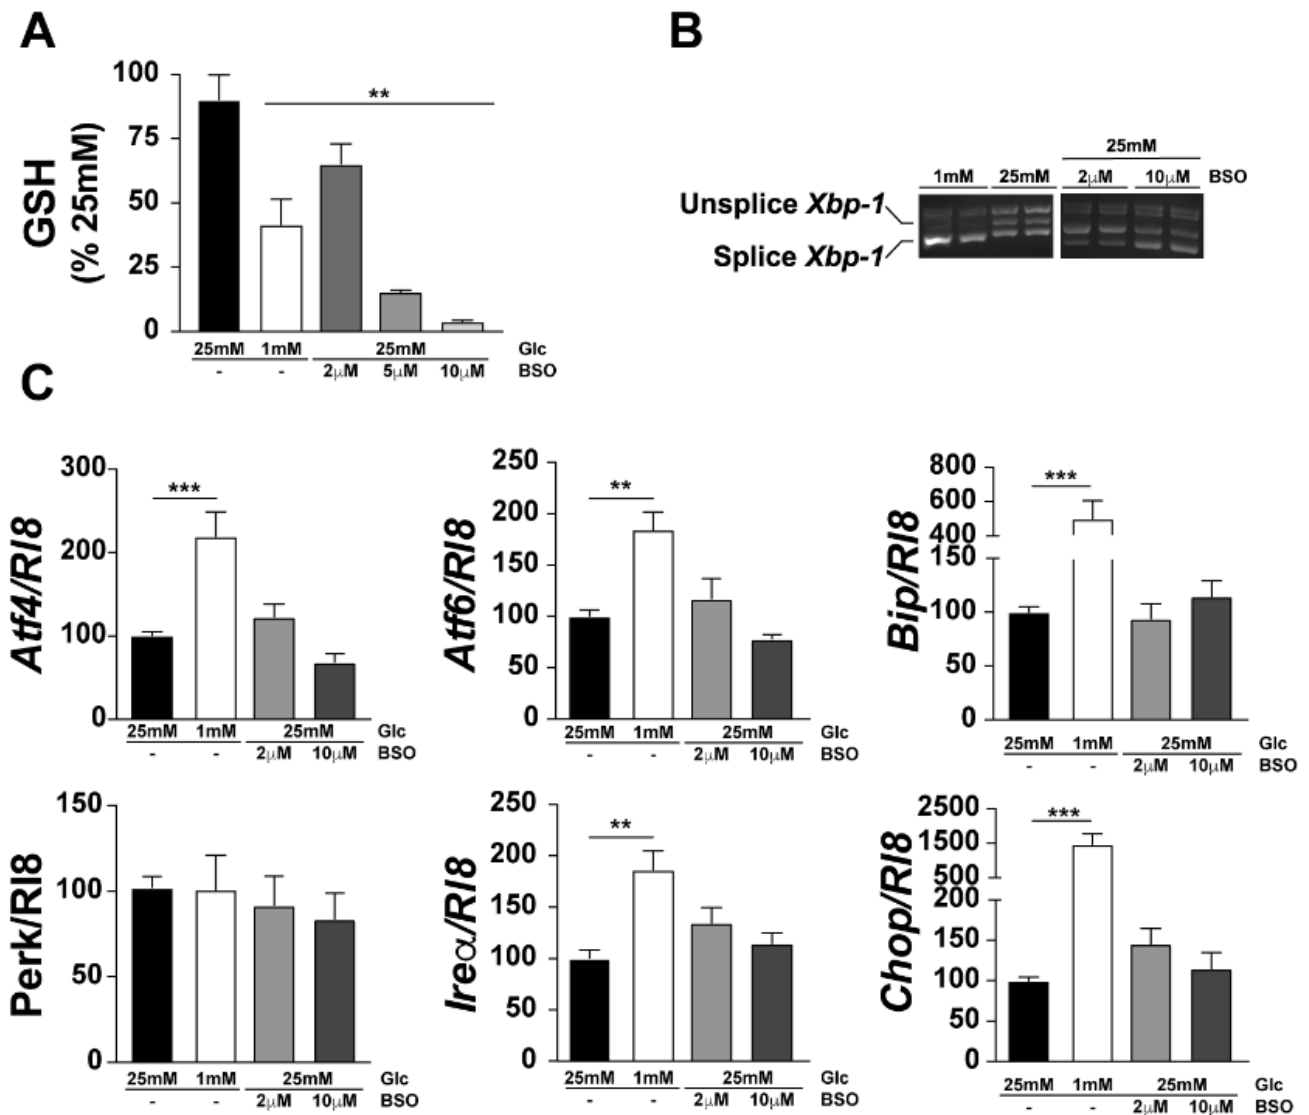 A
GSH
(% 25mM)
100
75
50
25
0
**
25mM 1mM 25mM Glc
- - 2μM 5μM 10μM BSO
B
25mM
1mM 25mM 2μM 10μM BSO
Unsplice Xbp-1
Splice Xbp-1
C
Atf4/Rl8
300
200
100
0
***
25mM 1mM 25mM Glc
- - 2μM 10μM BSO
Atf6/Rl8
250
200
150
100
50
0
**
25mM 1mM 25mM Glc
- - 2μM 10μM BSO
Bip/Rl8
800
600
400
150
100
50
0
***
25mM 1mM 25mM Glc
- - 2μM 10μM BSO
Perk/Rl8
150
100
50
0
25mM 1mM 25mM Glc
- - 2μM 10μM BSO
Ireα/Rl8
250
200
150
100
50
0
**
25mM 1mM 25mM Glc
- - 2μM 10μM BSO
Chop/Rl8
2500
1500
500
200
150
100
50
0
***
25mM 1mM 25mM Glc
- - 2μM 10μM BSO